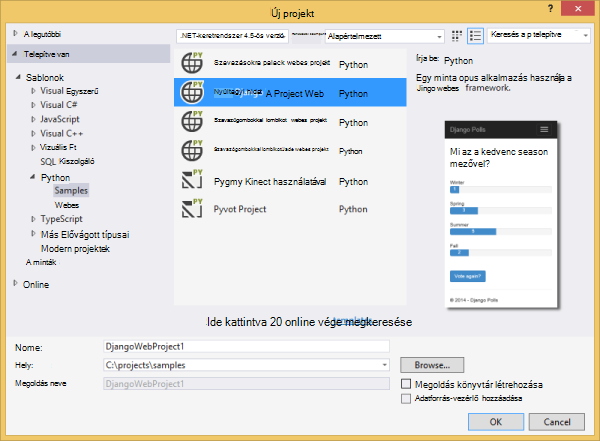 Új projekt
?
A legutóbbi
.NET-keretrendszer 4.5-ös verzió
Alapértelmezett
Keresés a p telepítve
Telepítve van
Sablonok
Visual Egyszerű
Visual C#
JavaScript
Visual C++
Vizuális Ft
SQL Kiszolgáló
Python
Samples
Webes
TypeScript
Más Elővágott típusai
Modern projektek
A minták
Online
Szavazásokra palack webes projekt Python
A Project Web Python
Szavazógombokkal lombikot webes projekt Python
Szavazógombokkal lombikot/Jade webes projekt Python
Pygmy Kinect használatával Python
Pyvot Project Python
Ide kattintva 20 online vége megkeresése
Írja be: Python
Egy minta opus alkalmazás használja a
Jingo webes framework.
Django Polls
Mi az a kedvenc season
mezővel?
Winter
Spring
Summer
Fall
Vote again?
© 2014 - Django Polls
Nome: DjangoWebProject1
Hely: C:\projects\samples
Browse...
Megoldás neve DjangoWebProject1
Megoldás könyvtár létrehozása
Adatforrás-vezérlő hozzáadása
OK
Cancel